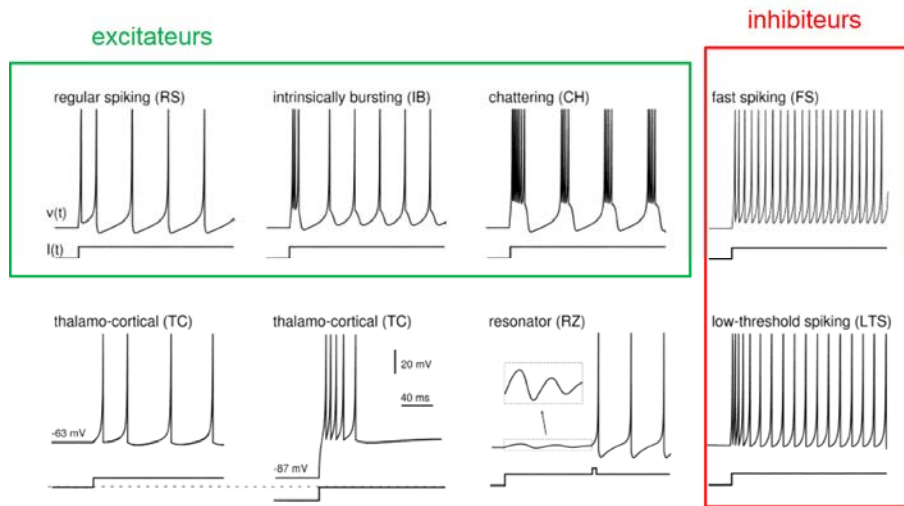 excitateurs
inhibiteurs
regular spiking (RS)
intrinsically bursting (IB)
chattering (CH)
fast spiking (FS)
v(t)
I(t)
thalamo-cortical (TC)
thalamo-cortical (TC)
resonator (RZ)
low-threshold spiking (LTS)
20 mV
40 ms
-63 mV
-87 mV